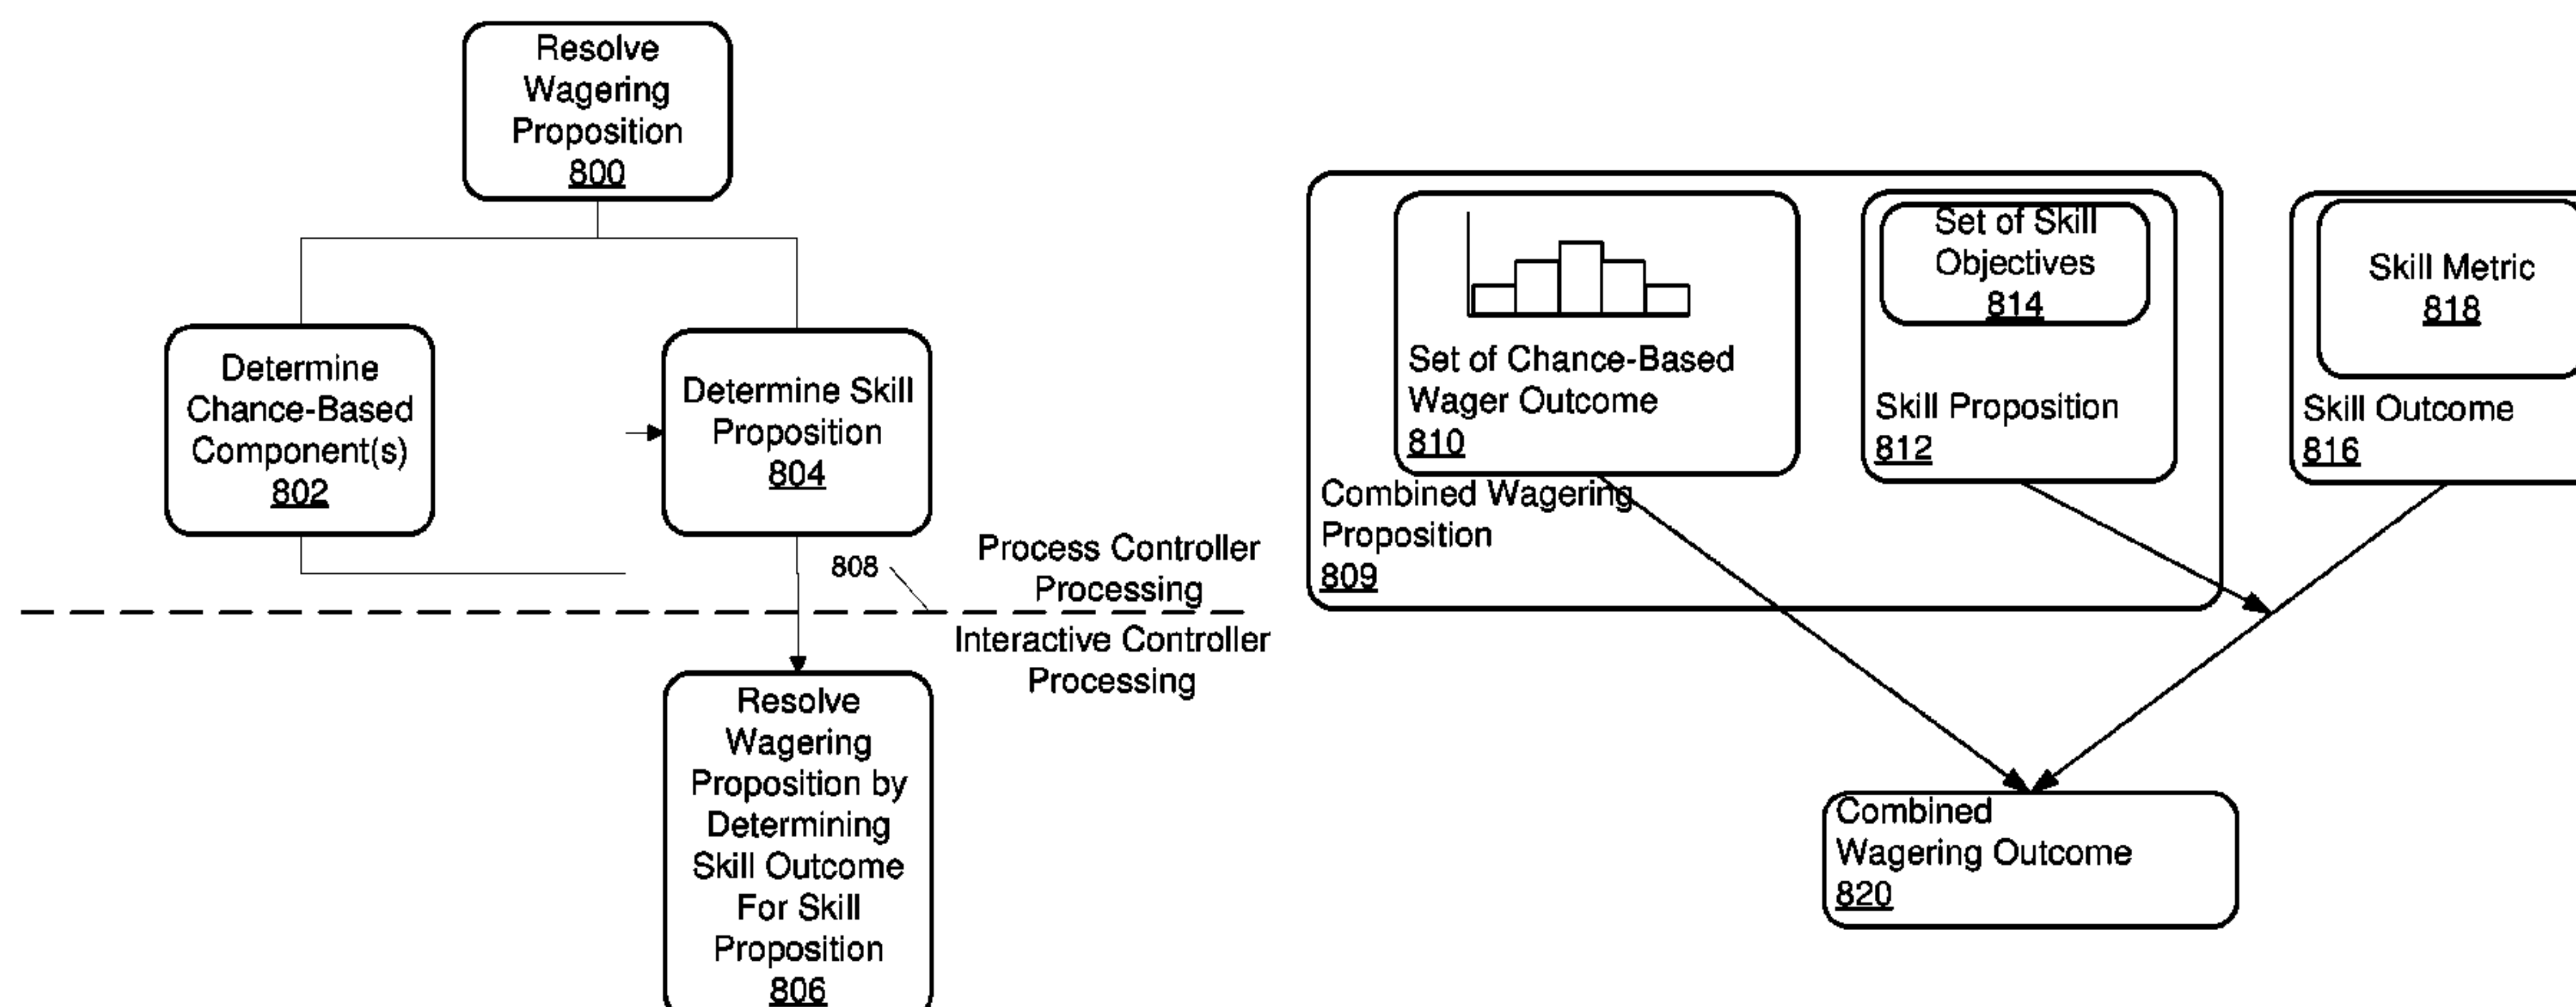 Resolve
Wagering
Proposition
800
Determine
Chance-Based
Component(s)
802
Determine Skill
Proposition
804
808
Process Controller
Processing
Interactive Controller
Processing
Resolve
Wagering
Proposition by
Determining
Skill Outcome
For Skill
Proposition
806
Set of Chance-Based
Wager Outcome
810
Set of Skill
Objectives
814
Skill Proposition
812
Combined Wagering
Proposition
809
Skill Metric
818
Skill Outcome
816
Combined
Wagering Outcome
820